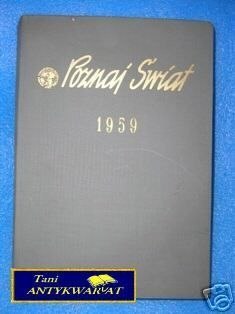 Poznaj Świat
1959
Tani
ANTYKWARIAT